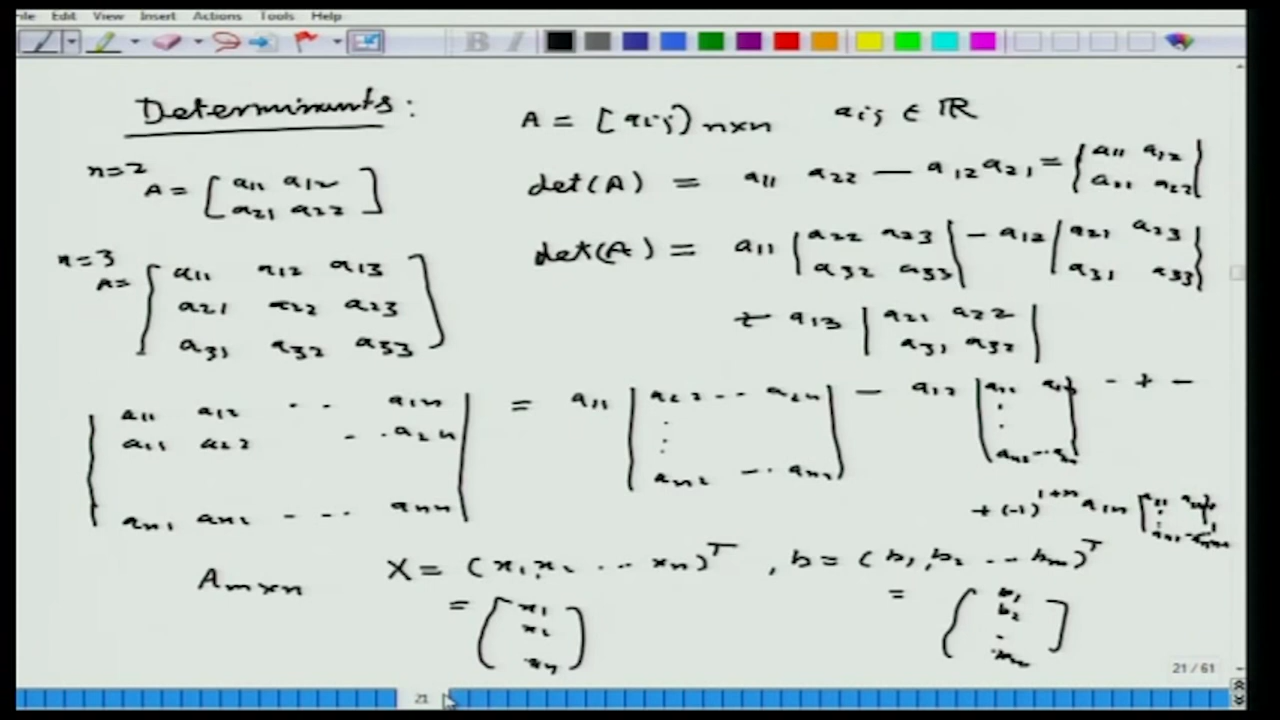 File Edit View Insert Actions Tools Help
Determinants:
A = [aij)n×n aij ∈ ℝ
n=2
A = [a11 a12
a21 a22]
det(A) = a11 a22 − a12 a21 = |a11 a12
a11 a22|
n=3
A = [a11 a12 a13
a21 a22 a23
a31 a32 a33]
det(A) = a11 |a22 a23
a32 a33| − a12 |a21 a23
a31 a33|
+ a13 |a21 a22
a31 a32|
|a11 a12 .. a1n
a11 a22 - ..a2n
an1 an2 - - ... ann|
= a11 |a22 -.. a2n
.
.
.
an2 -.. ann| − a12 |a11
.
.
- + -
+ (-1)^1+n a1n
Am×n X = (x1, x2 ... xn)^T , b = (b1, b2 ... bm)^T
= (x1
x2
xn)
= (b1
b2
.
21 / 61
21